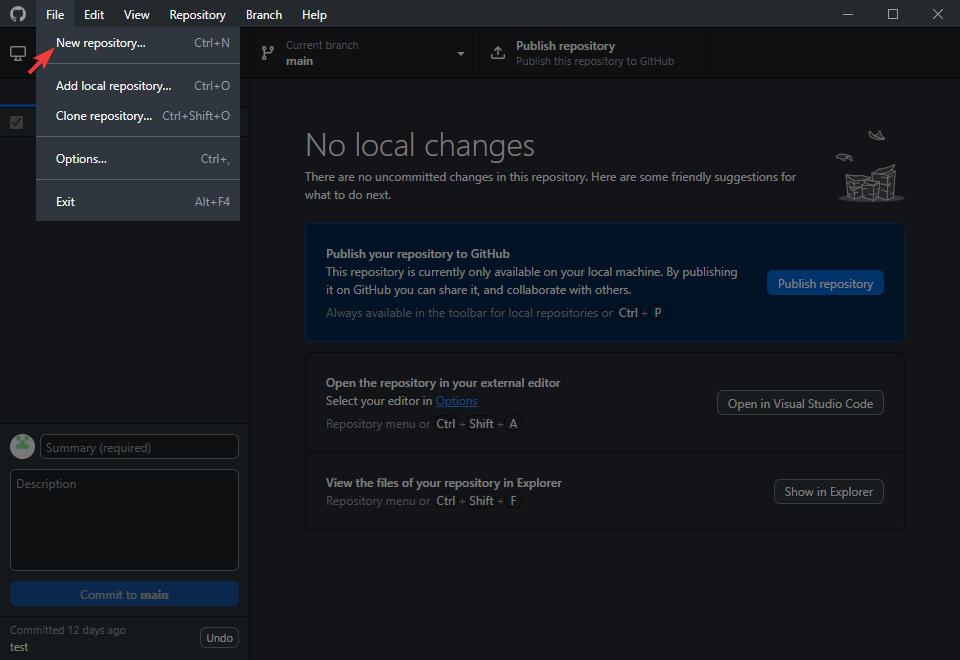 File Edit View Repository Branch Help
New repository... Ctrl+N
Add local repository... Ctrl+O
Clone repository... Ctrl+Shift+O
Options... Ctrl+,
Exit Alt+F4
Current branch
main
Publish repository
Publish this repository to GitHub
No local changes
There are no uncommitted changes in this repository. Here are some friendly suggestions for
what to do next.
Publish your repository to GitHub
This repository is currently only available on your local machine. By publishing
it on GitHub you can share it, and collaborate with others.
Always available in the toolbar for local repositories or Ctrl + P
Publish repository
Open the repository in your external editor
Select your editor in Options
Repository menu or Ctrl + Shift + A
Open in Visual Studio Code
View the files of your repository in Explorer
Repository menu or Ctrl + Shift + F
Show in Explorer
Summary (required)
Description
Commit to main
Committed 12 days ago
test
Undo